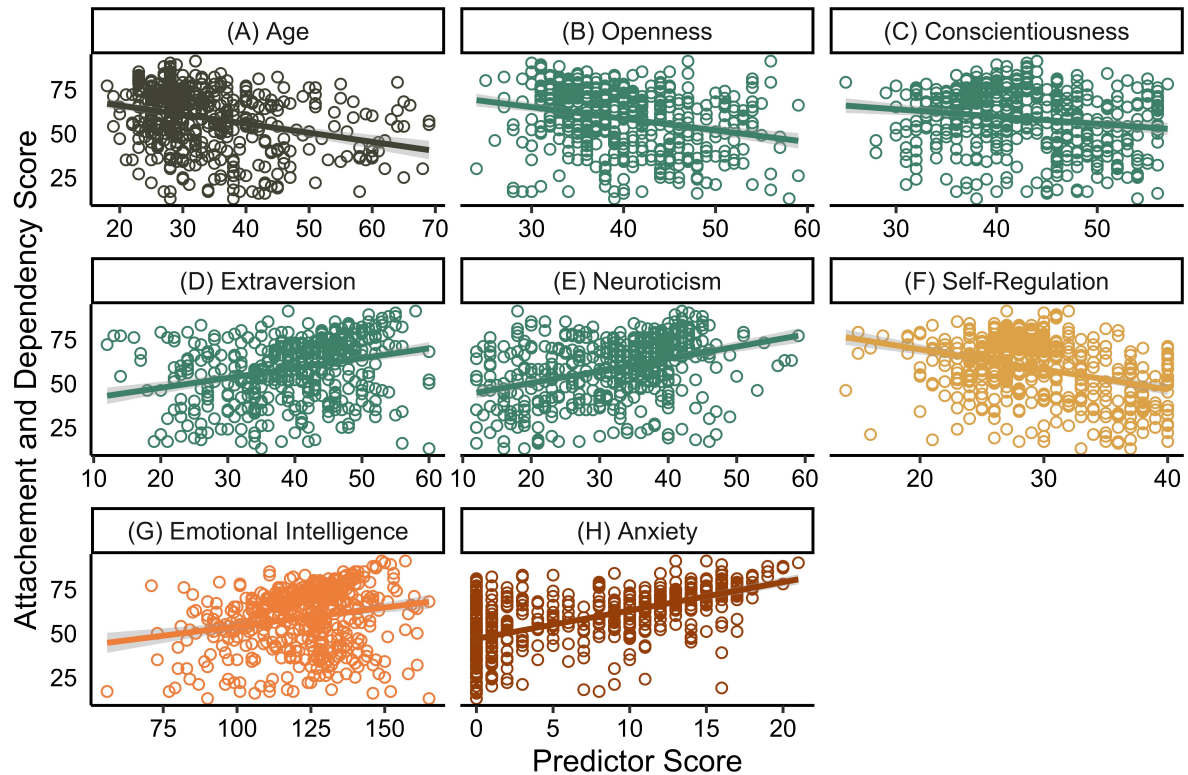 (A) Age
(B) Openness
(C) Conscientiousness
75
50
25
20 30 40 50 60 70
30 40 50 60
30 40 50
(D) Extraversion
(E) Neuroticism
(F) Self-Regulation
75
50
25
10 20 30 40 50 60
10 20 30 40 50 60
20 30 40
(G) Emotional Intelligence
(H) Anxiety
75
50
25
75 100 125 150
0 5 10 15 20
Attachement and Dependency Score
Predictor Score